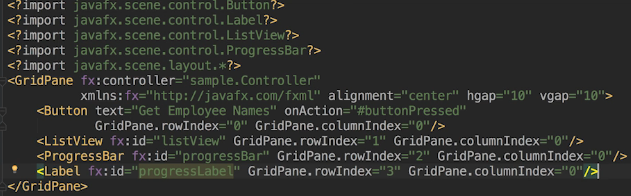 <?import javafx.scene.control.Button?>
<?import javafx.scene.control.Label?>
<?import javafx.scene.control.ListView?>
<?import javafx.scene.control.ProgressBar?>
<?import javafx.scene.layout.*?>
<GridPane fx:controller="sample.Controller"
          xmlns:fx="http://javafx.com/fxml" alignment="center" hgap="10" vgap="10">
    <Button text="Get Employee Names" onAction="#buttonPressed"
            GridPane.rowIndex="0" GridPane.columnIndex="0"/>
    <ListView fx:id="listView" GridPane.rowIndex="1" GridPane.columnIndex="0"/>
    <ProgressBar fx:id="progressBar" GridPane.rowIndex="2" GridPane.columnIndex="0"/>
    <Label fx:id="progressLabel" GridPane.rowIndex="3" GridPane.columnIndex="0"/>
</GridPane>